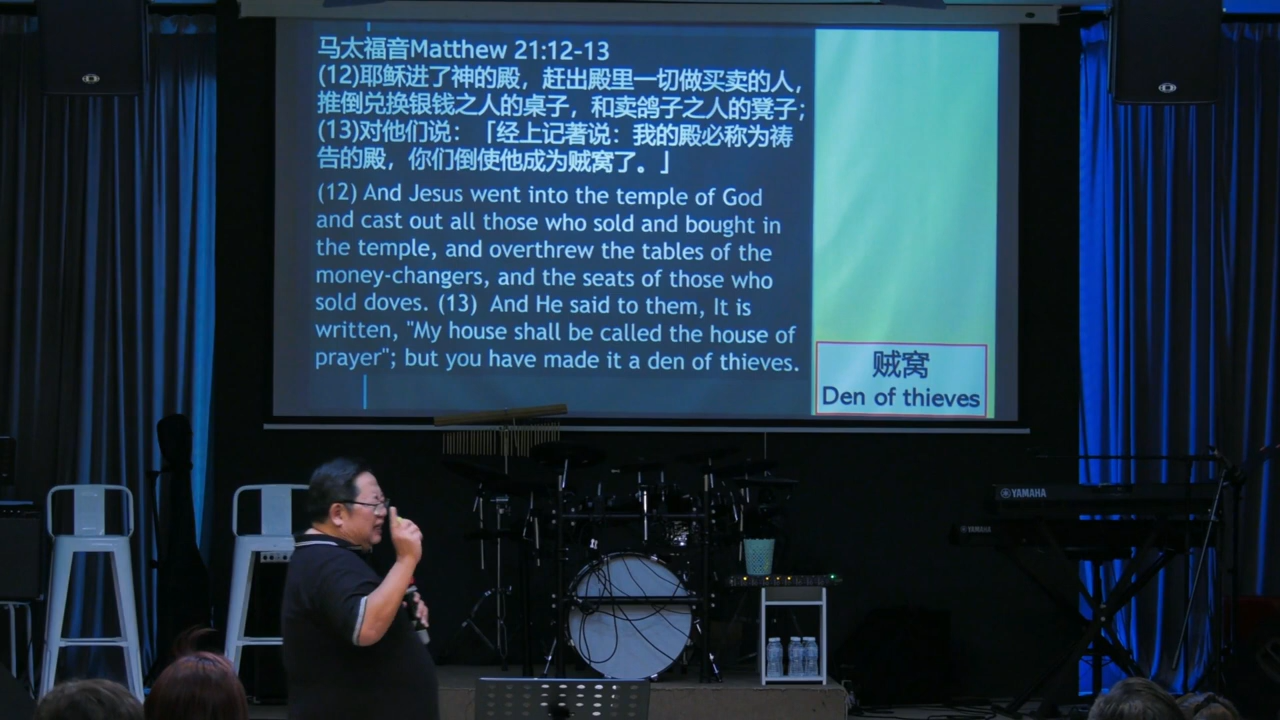 马太福音Matthew 21:12-13
(12)耶稣进了神的殿，赶出殿里一切做买卖的人，
推倒兑换银钱之人的桌子，和卖鸽子之人的凳子；
(13)对他们说：「经上记著说：我的殿必称为祷
告的殿，你们倒使他成为贼窝了。」
(12) And Jesus went into the temple of God
and cast out all those who sold and bought in
the temple, and overthrew the tables of the
money-changers, and the seats of those who
sold doves. (13) And He said to them, It is
written, "My house shall be called the house of
prayer"; but you have made it a den of thieves.
贼窝
Den of thieves
YAMAHA
YAMAHA